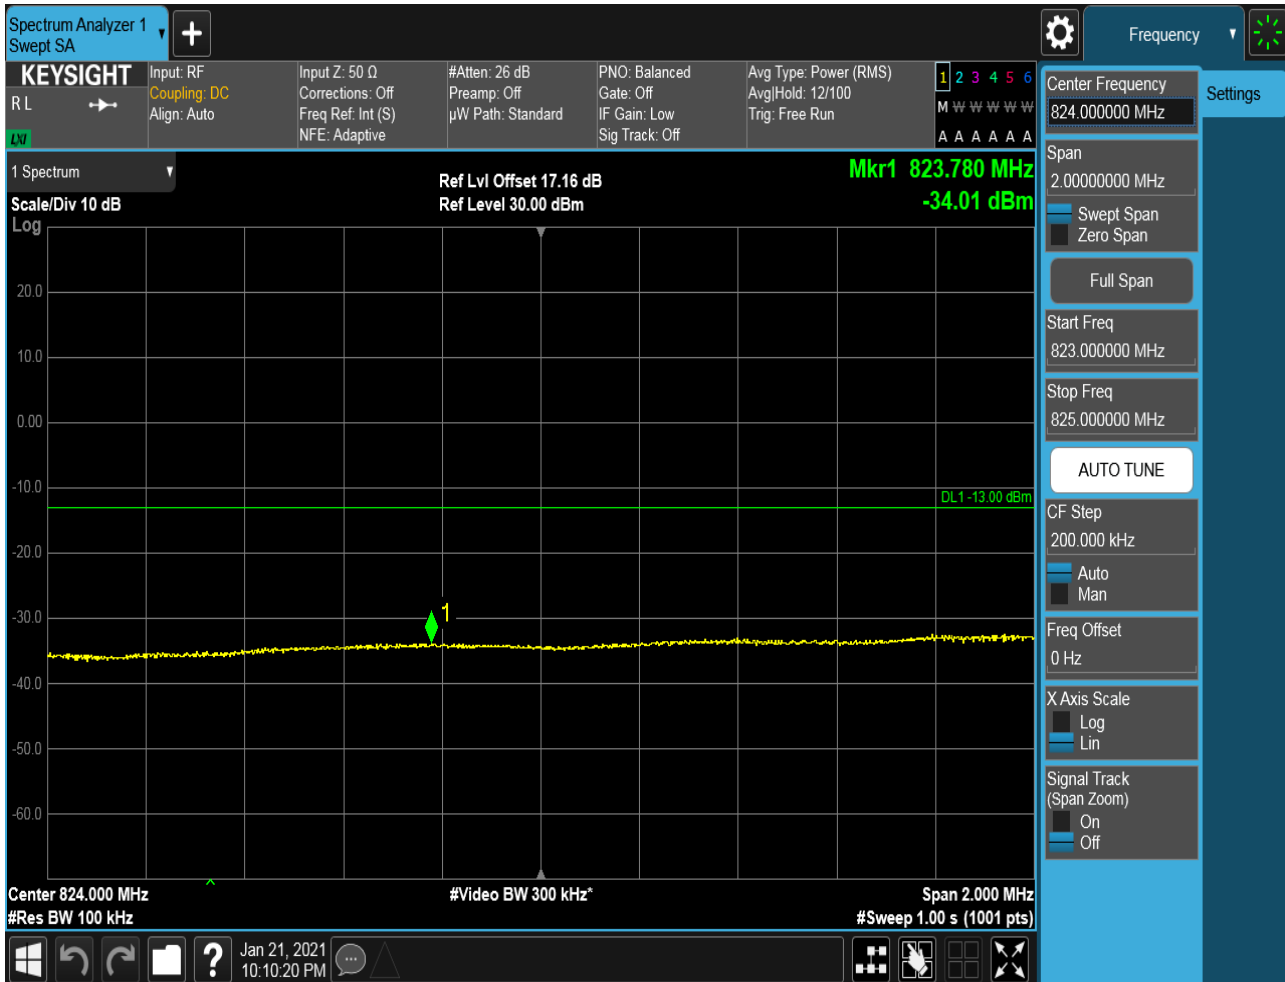 Spectrum Analyzer 1
Swept SA
Frequency
KEYSIGHT
R L
LXI
Input: RF
Coupling: DC
Align: Auto
Input Z: 50 Ω
Corrections: Off
Freq Ref: Int (S)
NFE: Adaptive
#Atten: 26 dB
Preamp: Off
µW Path: Standard
PNO: Balanced
Gate: Off
IF Gain: Low
Sig Track: Off
Avg Type: Power (RMS)
Avg|Hold: 12/100
Trig: Free Run
1 2 3 4 5 6
M W W W W W
A A A A A A
1 Spectrum
Scale/Div 10 dB
Log
Ref Lvl Offset 17.16 dB
Ref Level 30.00 dBm
Mkr1 823.780 MHz
-34.01 dBm
20.0
10.0
0.00
-10.0
DL1 -13.00 dBm
-20.0
1
-30.0
-40.0
-50.0
-60.0
Center 824.000 MHz
#Video BW 300 kHz*
Span 2.000 MHz
#Res BW 100 kHz
#Sweep 1.00 s (1001 pts)
Jan 21, 2021
10:10:20 PM
Center Frequency
824.000000 MHz
Settings
Span
2.00000000 MHz
Swept Span
Zero Span
Full Span
Start Freq
823.000000 MHz
Stop Freq
825.000000 MHz
AUTO TUNE
CF Step
200.000 kHz
Auto
Man
Freq Offset
0 Hz
X Axis Scale
Log
Lin
Signal Track
(Span Zoom)
On
Off